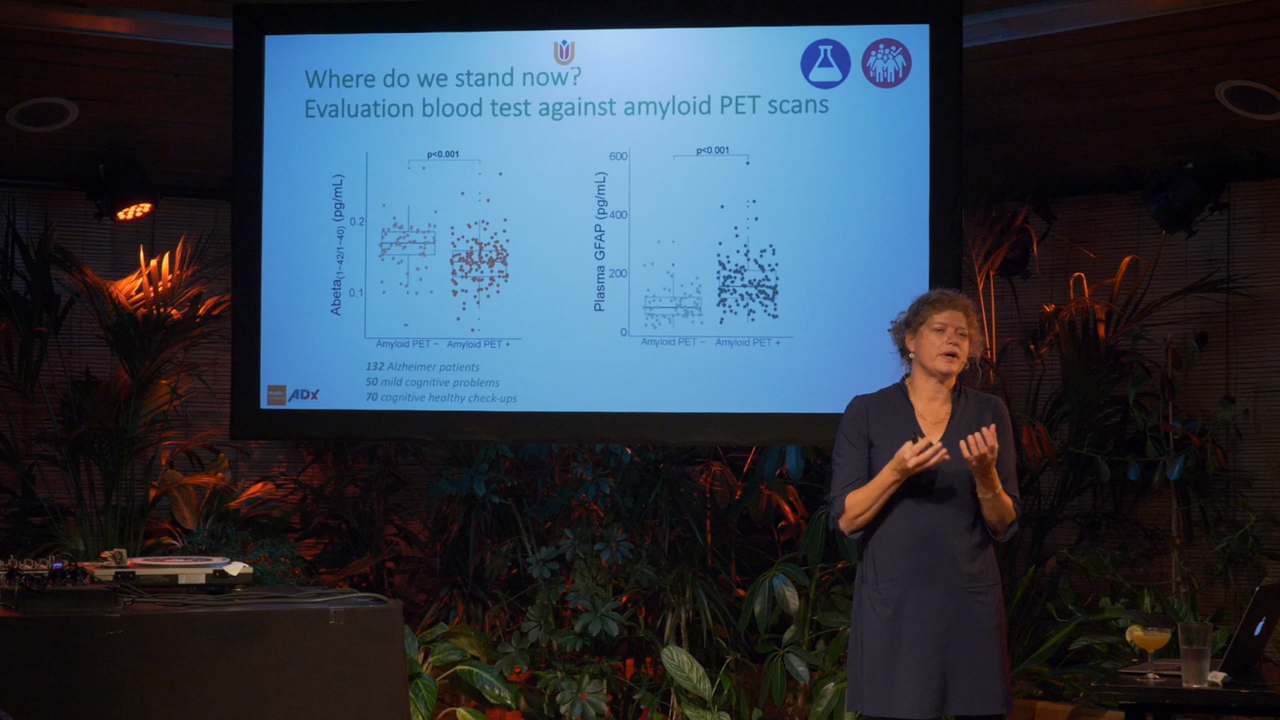 Where do we stand now?
Evaluation blood test against amyloid PET scans
p<0.001
Abeta(1−42/1−40) (pg/mL)
0.2
0.1
Amyloid PET − Amyloid PET +
p<0.001
Plasma GFAP (pg/mL)
600
400
200
0
Amyloid PET − Amyloid PET +
132 Alzheimer patients
50 mild cognitive problems
70 cognitive healthy check-ups
ADX